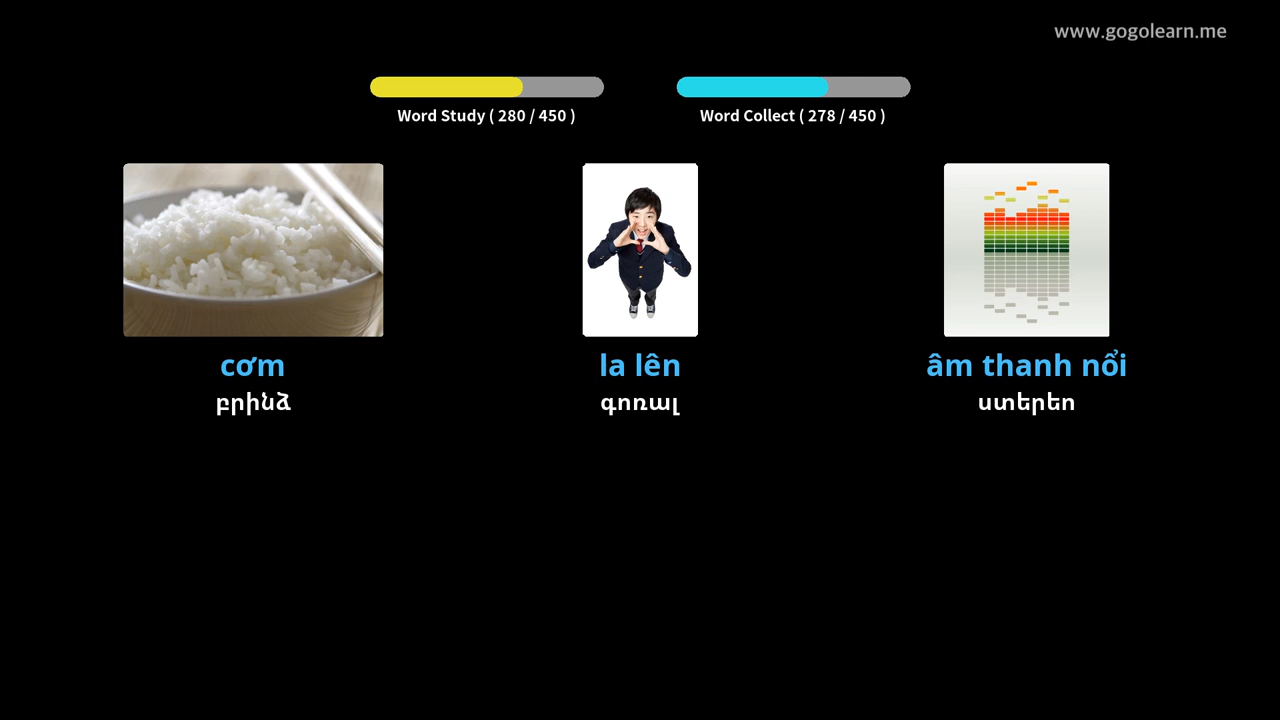 www.gogolearn.me
Word Study ( 280 / 450 )
Word Collect ( 278 / 450 )
cơm
la lên
âm thanh nổi
բրինձ
գոռալ
ստերեո